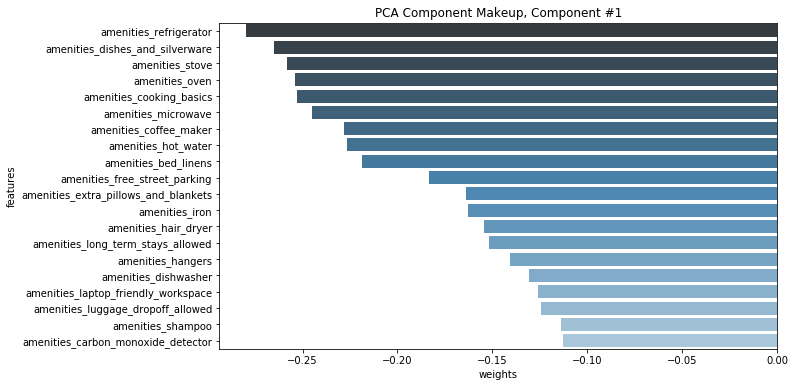 PCA Component Makeup, Component #1
amenities_refrigerator
amenities_dishes_and_silverware
amenities_stove
amenities_oven
amenities_cooking_basics
amenities_microwave
amenities_coffee_maker
amenities_hot_water
amenities_bed_linens
amenities_free_street_parking
amenities_extra_pillows_and_blankets
amenities_iron
amenities_hair_dryer
amenities_long_term_stays_allowed
amenities_hangers
amenities_dishwasher
amenities_laptop_friendly_workspace
amenities_luggage_dropoff_allowed
amenities_shampoo
amenities_carbon_monoxide_detector
features
−0.25 −0.20 −0.15 −0.10 −0.05 0.00
weights